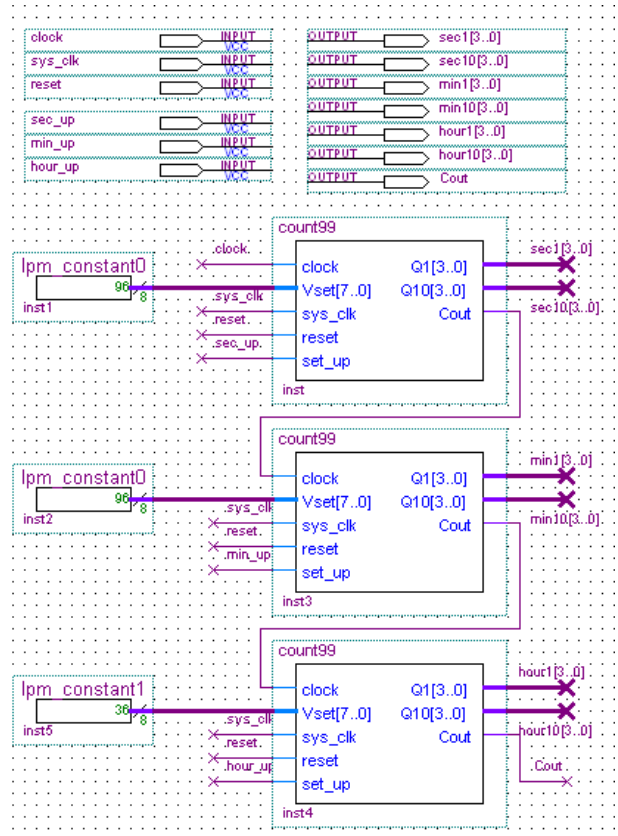 clock INPUT VCC
sys_clk INPUT VCC
reset INPUT VCC
sec_up INPUT VCC
min_up INPUT VCC
hour_up INPUT VCC
OUTPUT sec1[3..0]
OUTPUT sec10[3..0]
OUTPUT min1[3..0]
OUTPUT min10[3..0]
OUTPUT hour1[3..0]
OUTPUT hour10[3..0]
OUTPUT Cout
count99
lpm_constant0
96
8
inst1
clock
sys_clk
reset
sec_up
clock Q1[3..0]
Vset[7..0] Q10[3..0]
sys_clk Cout
reset
set_up
inst
sec1[3..0]
sec10[3..0]
count99
lpm_constant0
96
8
inst2
sys_clk
reset
min_up
clock Q1[3..0]
Vset[7..0] Q10[3..0]
sys_clk Cout
reset
set_up
inst3
min1[3..0]
min10[3..0]
count99
lpm_constant1
36
8
inst5
sys_clk
reset
hour_up
clock Q1[3..0]
Vset[7..0] Q10[3..0]
sys_clk Cout
reset
set_up
inst4
hour1[3..0]
hour10[3..0]
Cout